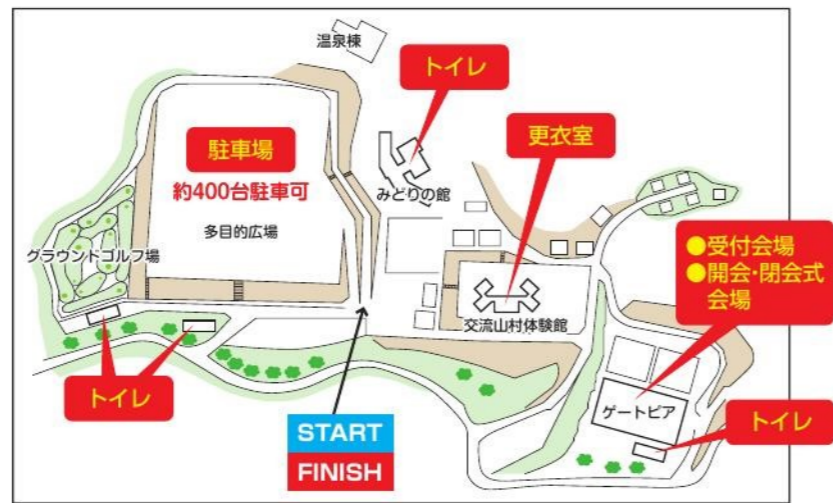 温泉棟
トイレ
更衣室
駐車場
約400台駐車可
多目的広場
みどりの館
グラウンドゴルフ場
●受付会場
●開会・閉会式
会場
交流山村体験館
トイレ
ゲートピア
トイレ
START
FINISH